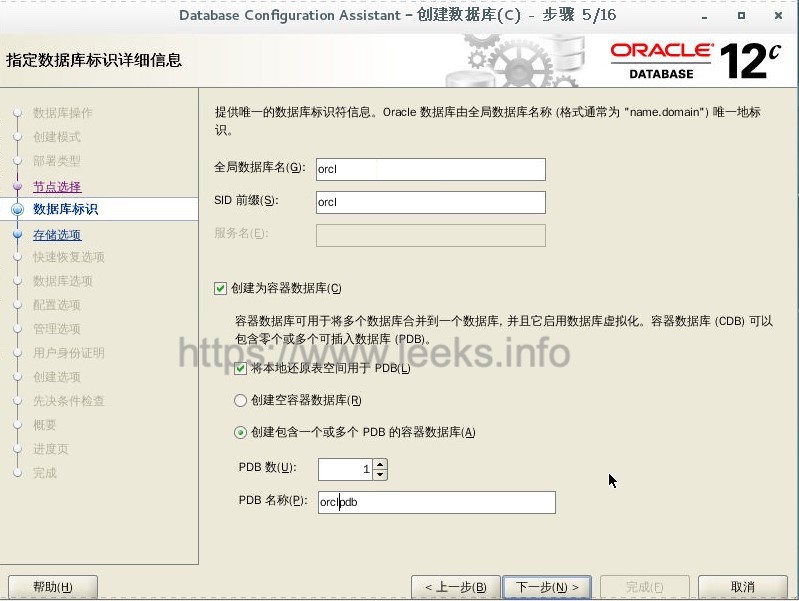 Database Configuration Assistant – 创建数据库(C) - 步骤 5/16
指定数据库标识详细信息
ORACLE
DATABASE
12c
数据库操作
创建模式
部署类型
节点选择
数据库标识
存储选项
快速恢复选项
数据库选项
配置选项
管理选项
用户身份证明
创建选项
先决条件检查
概要
进度页
完成
提供唯一的数据库标识符信息。Oracle 数据库由全局数据库名称 (格式通常为 "name.domain") 唯一地标
识。
全局数据库名(G): orcl
SID 前缀(S): orcl
服务名(E):
创建为容器数据库(C)
容器数据库可用于将多个数据库合并到一个数据库, 并且它启用数据库虚拟化。容器数据库 (CDB) 可以
包含零个或多个可插入数据库 (PDB)。
https://www.leeks.info
将本地还原表空间用于 PDB(L)
创建空容器数据库(R)
创建包含一个或多个 PDB 的容器数据库(A)
PDB 数(U): 1
PDB 名称(P): orclpdb
帮助(H)
< 上一步(B)
下一步(N) >
完成(F)
取消